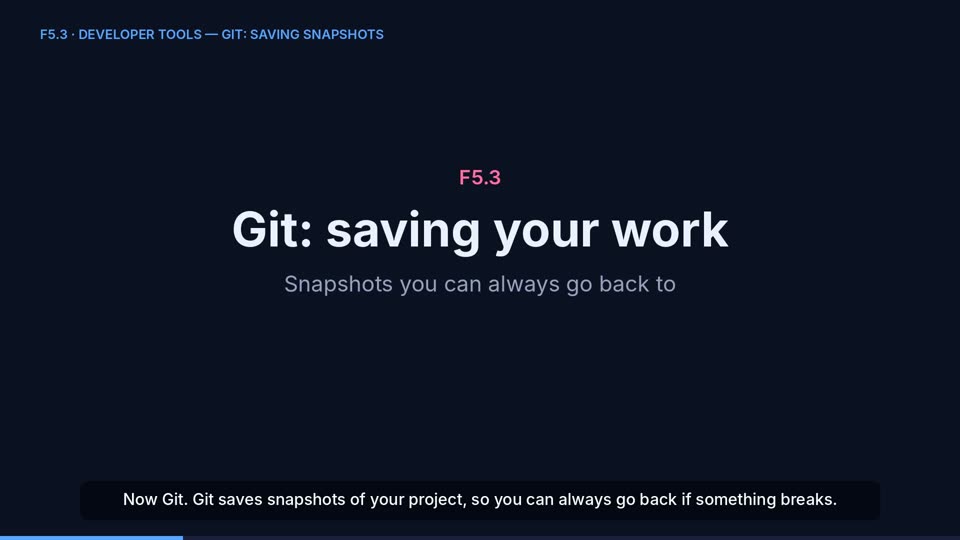 F5.3 · DEVELOPER TOOLS — GIT: SAVING SNAPSHOTS
F5.3
Git: saving your work
Snapshots you can always go back to
Now Git. Git saves snapshots of your project, so you can always go back if something breaks.